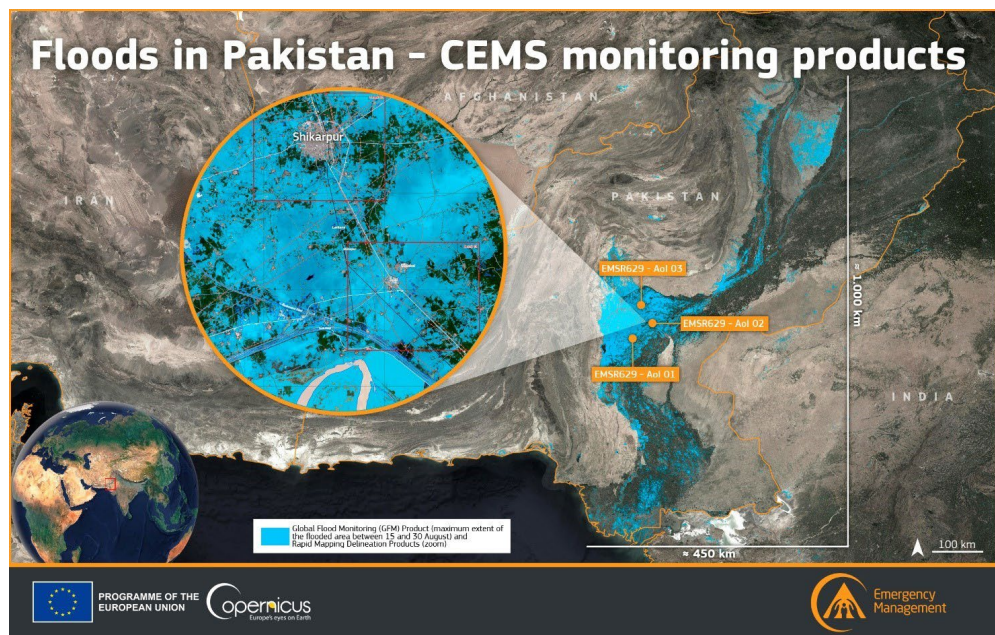 Floods in Pakistan – CEMS monitoring products
AFGHANISTAN
Shikarpur
IRAN
PAKISTAN
EMSR629 - AoI 03
≈ 1,000 km
EMSR629 - AoI 02
EMSR629 - AoI 01
INDIA
Global Flood Monitoring (GFM) Product (maximum extent of
the flooded area between 15 and 30 August) and
Rapid Mapping Delineation Products (zoom)
≈ 450 km
100 km
PROGRAMME OF THE
EUROPEAN UNION
opernicus
Europe's eyes on Earth
Emergency
Management